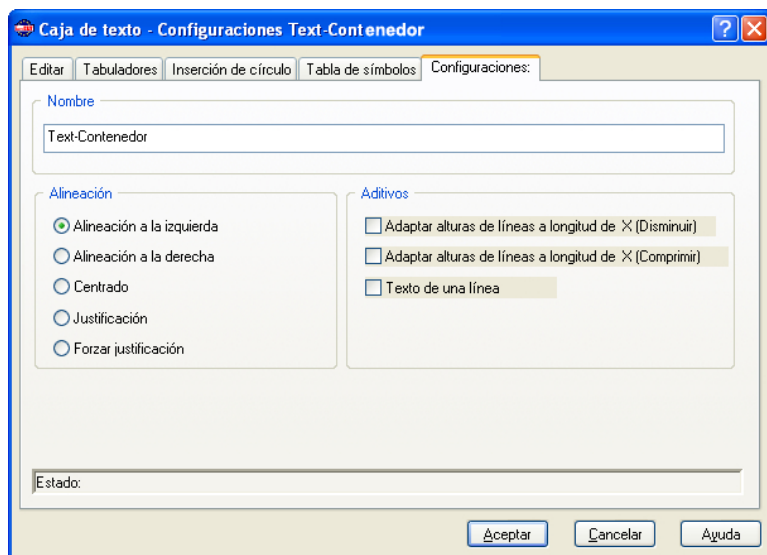 Caja de texto - Configuraciones Text-Contenedor
Editar Tabuladores Inserción de círculo Tabla de símbolos Configuraciones:
Nombre
Text-Contenedor
Alineación
Alineación a la izquierda
Alineación a la derecha
Centrado
Justificación
Forzar justificación
Aditivos
Adaptar alturas de líneas a longitud de X (Disminuir)
Adaptar alturas de líneas a longitud de X (Comprimir)
Texto de una línea
Estado:
Aceptar Cancelar Ayuda